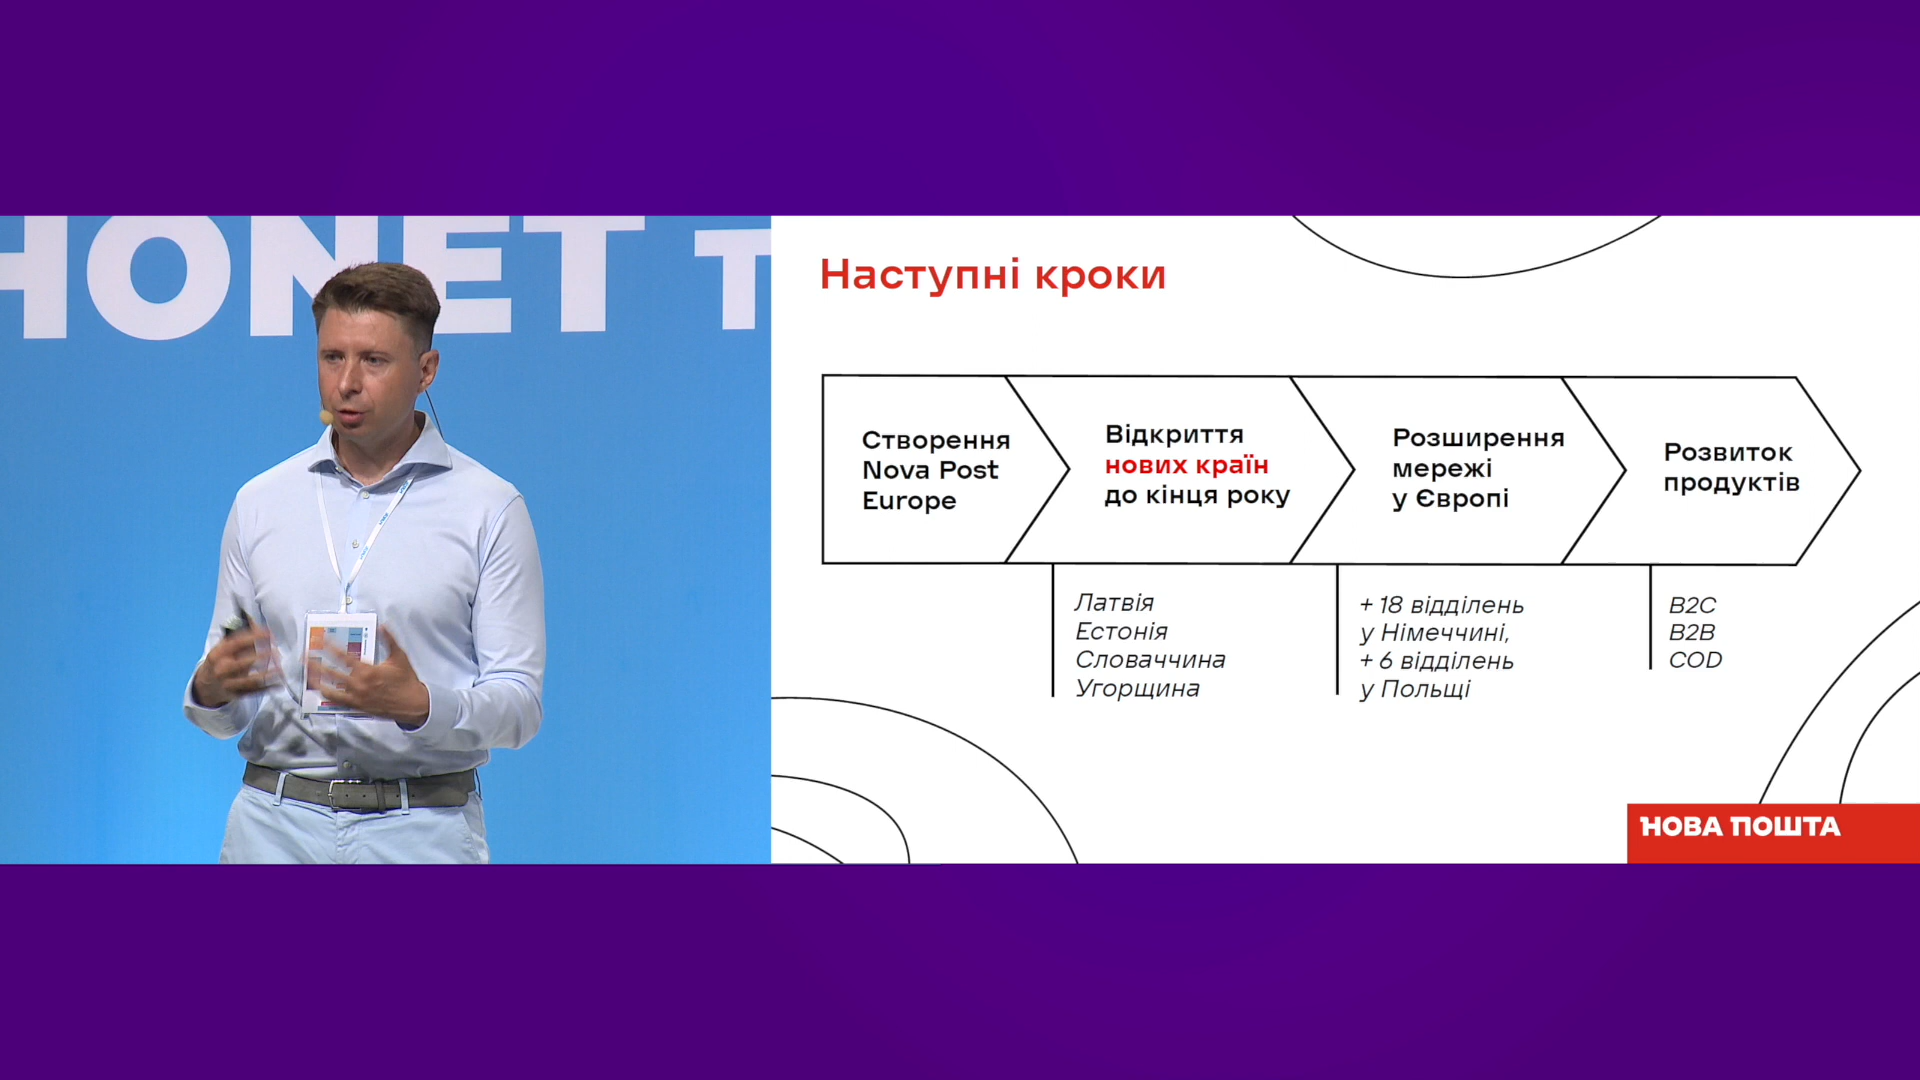 НОNET т
Наступні кроки
Створення
Nova Post
Europe
Відкриття
нових країн
до кінця року
Розширення
мережі
у Європі
Розвиток
продуктів
Латвія
Естонія
Словаччина
Угорщина
+ 18 відділень
у Німеччині,
+ 6 відділень
у Польщі
B2C
B2B
COD
НОВА ПОШТА